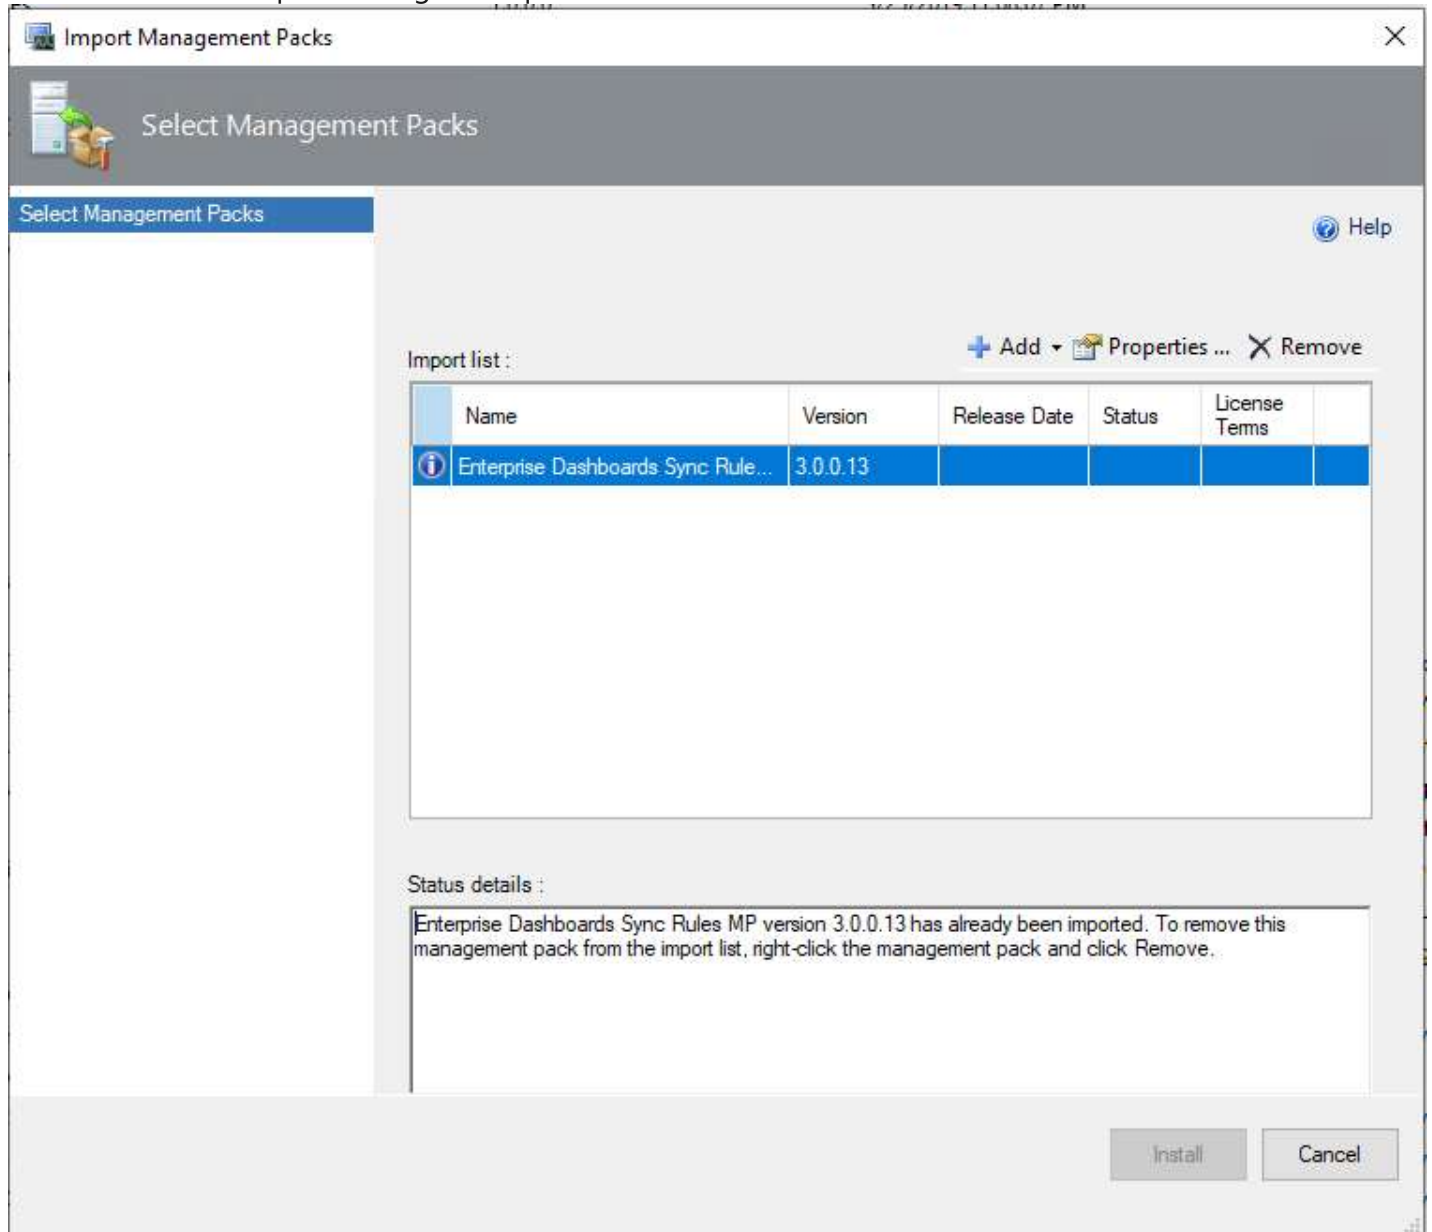 Import Management Packs
Select Management Packs
Select Management Packs
Help
Add
Properties ...
Remove
Import list :
Name
Version
Release Date
Status
License
Terms
Enterprise Dashboards Sync Rule...
3.0.0.13
Status details :
Enterprise Dashboards Sync Rules MP version 3.0.0.13 has already been imported. To remove this
management pack from the import list, right-click the management pack and click Remove.
Install
Cancel